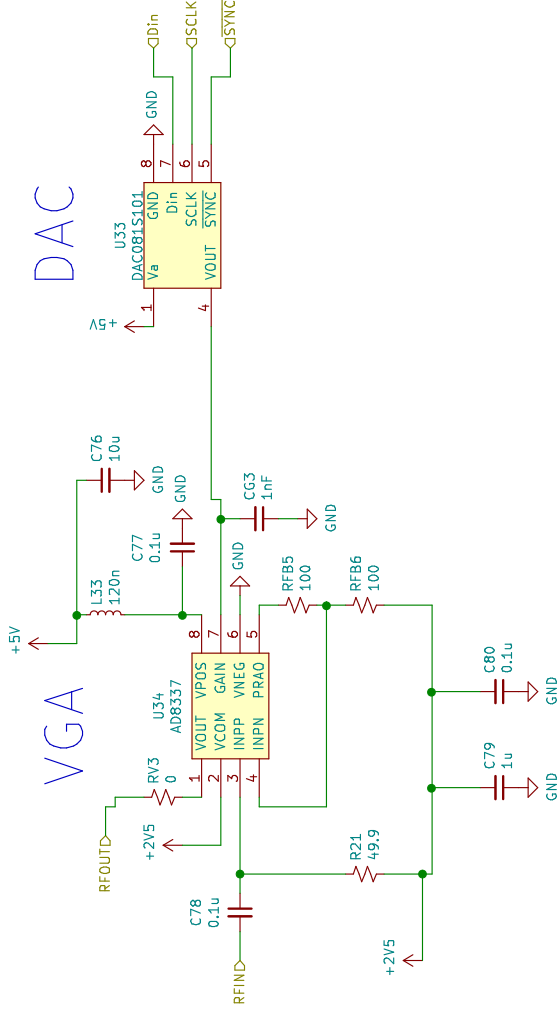 Din
SCLK
SYNC
GND
8
7
6
5
DAC
U33
DAC081S101
GND
Din
SCLK
SYNC
Va
VOUT
1
4
+5V
C76
10u
GND
GND
C77
0.1u
CG3
1nF
GND
L33
120n
GND
RFB5
100
RFB6
100
+5V
8
7
6
5
VGA
U34
AD8337
VPOS
GAIN
VNEG
PRAO
VOUT
VCOM
INPP
INPN
1
2
3
4
C80
0.1u
GND
C79
1u
GND
RV3
0
RFOUT
+2V5
R21
49.9
C78
0.1u
RFIN
+2V5